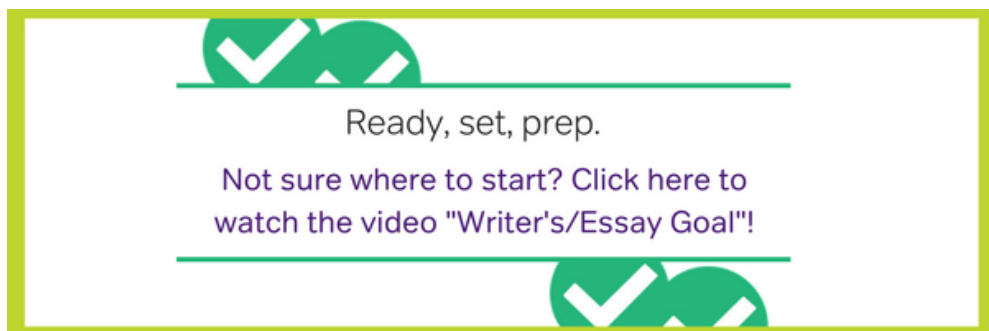 Ready, set, prep.
Not sure where to start? Click here to
watch the video "Writer's/Essay Goal"!